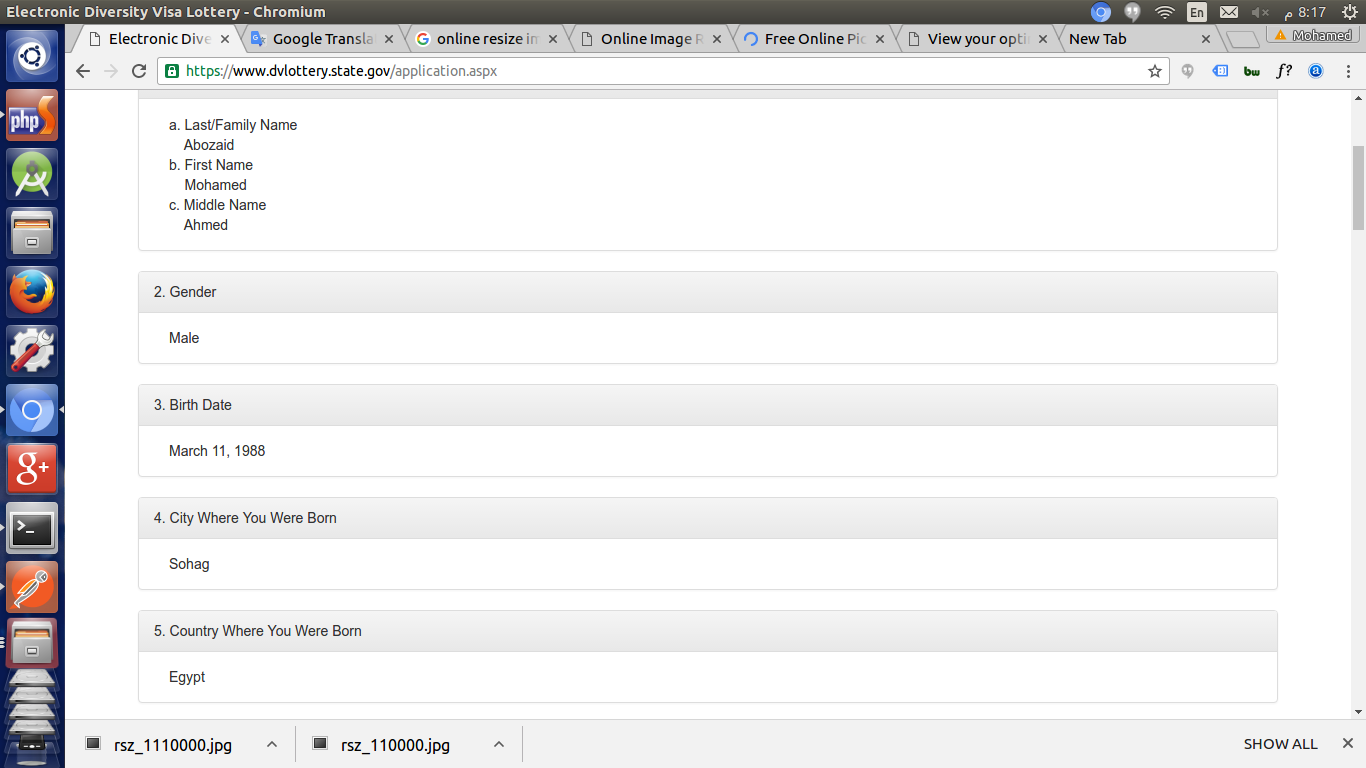 Electronic Diversity Visa Lottery - Chromium
En
8:17 م
Electronic Dive
Google Transla
online resize im
Online Image R
Free Online Pic
View your opti
New Tab
Mohamed
https://www.dvlottery.state.gov/application.aspx
bw
f?
a
a. Last/Family Name
Abozaid
b. First Name
Mohamed
c. Middle Name
Ahmed
2. Gender
Male
3. Birth Date
March 11, 1988
4. City Where You Were Born
Sohag
5. Country Where You Were Born
Egypt
php S
g+
>_
rsz_1110000.jpg
rsz_110000.jpg
SHOW ALL